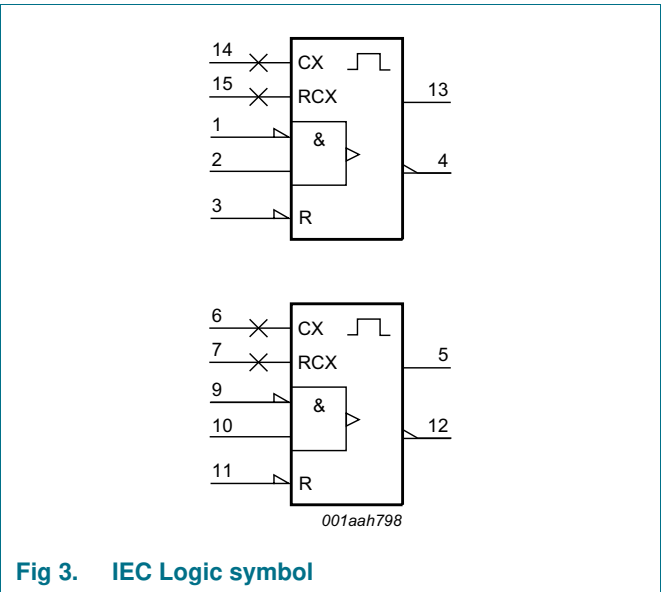 14 CX
15 RCX 13
1 &
2 4
3 R
6 CX
7 RCX 5
9 &
10 12
11 R
001aah798
Fig 3. IEC Logic symbol